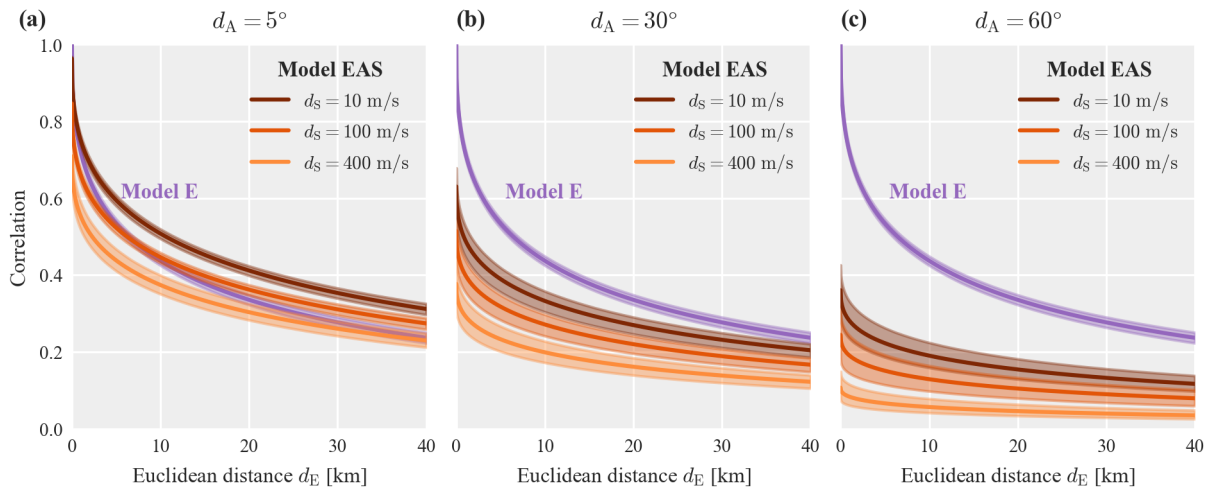 (a) d_A = 5°
1.0
0.8
0.6
0.4
0.2
0.0
Correlation
Model EAS
d_S = 10 m/s
d_S = 100 m/s
d_S = 400 m/s
Model E
0 10 20 30 40
Euclidean distance d_E [km]
(b) d_A = 30°
Model EAS
d_S = 10 m/s
d_S = 100 m/s
d_S = 400 m/s
Model E
0 10 20 30 40
Euclidean distance d_E [km]
(c) d_A = 60°
Model EAS
d_S = 10 m/s
d_S = 100 m/s
d_S = 400 m/s
Model E
0 10 20 30 40
Euclidean distance d_E [km]